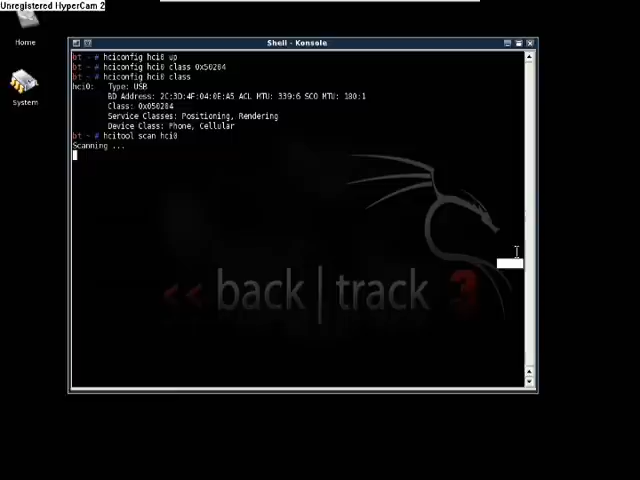 Unregistered HyperCam 2
Home
System
Shell - Konsole
bt ~ # hciconfig hci0 up
bt ~ # hciconfig hci0 class 0x50204
bt ~ # hciconfig hci0 class
hci0:   Type: USB
BD Address: 2C:3D:4F:04:0E:A5 ACL MTU: 339:6 SCO MTU: 180:1
Class: 0x050204
Service Classes: Positioning, Rendering
Device Class: Phone, Cellular
bt ~ # hcitool scan hci0
Scanning ...
<< back | track 3